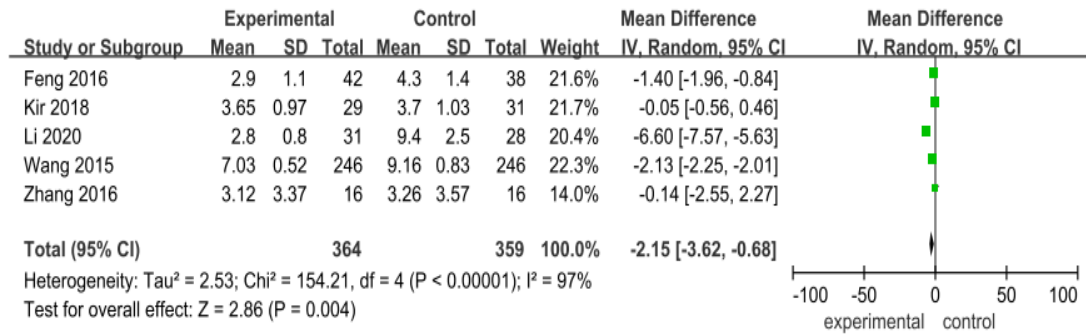 Experimental Control Mean Difference Mean Difference
Study or Subgroup Mean SD Total Mean SD Total Weight IV, Random, 95% CI IV, Random, 95% CI
Feng 2016 2.9 1.1 42 4.3 1.4 38 21.6% -1.40 [-1.96, -0.84]
Kir 2018 3.65 0.97 29 3.7 1.03 31 21.7% -0.05 [-0.56, 0.46]
Li 2020 2.8 0.8 31 9.4 2.5 28 20.4% -6.60 [-7.57, -5.63]
Wang 2015 7.03 0.52 246 9.16 0.83 246 22.3% -2.13 [-2.25, -2.01]
Zhang 2016 3.12 3.37 16 3.26 3.57 16 14.0% -0.14 [-2.55, 2.27]
Total (95% CI) 364 359 100.0% -2.15 [-3.62, -0.68]
Heterogeneity: Tau² = 2.53; Chi² = 154.21, df = 4 (P < 0.00001); I² = 97%
Test for overall effect: Z = 2.86 (P = 0.004)
-100 -50 0 50 100
experimental control